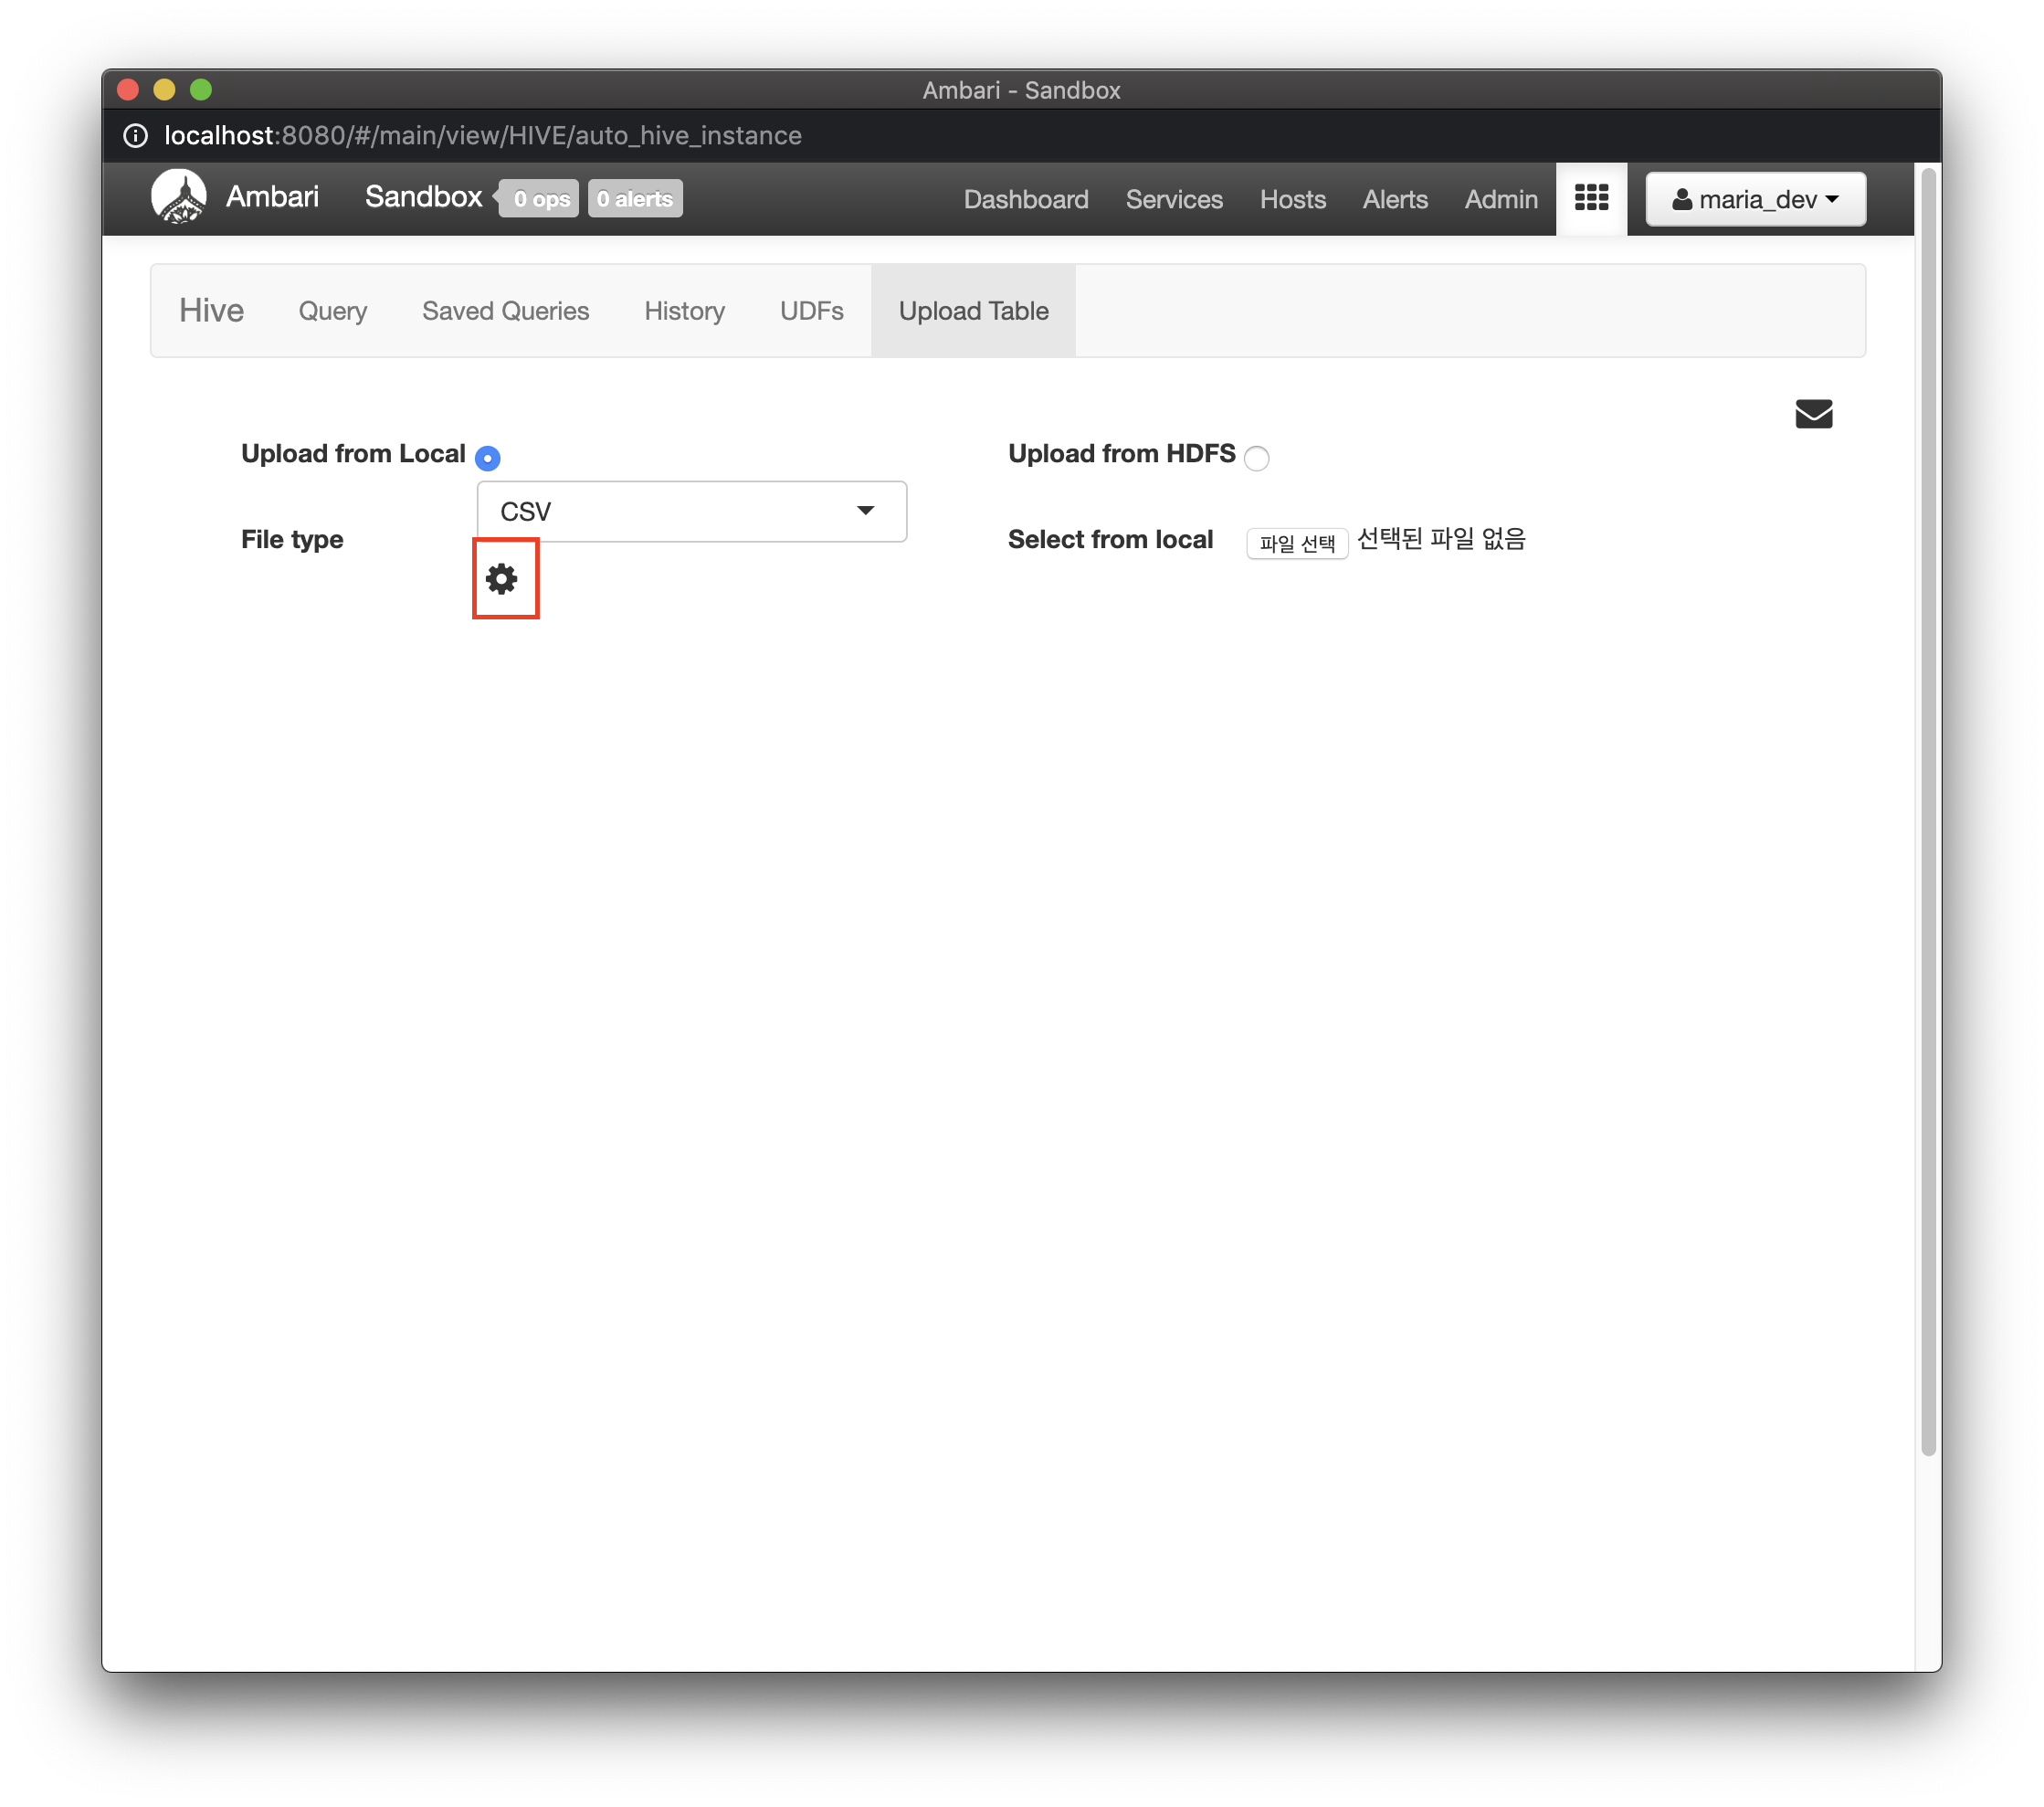 Ambari - Sandbox
localhost:8080/#/main/view/HIVE/auto_hive_instance
Ambari Sandbox 0 ops 0 alerts Dashboard Services Hosts Alerts Admin maria_dev
Hive Query Saved Queries History UDFs Upload Table
Upload from Local Upload from HDFS
CSV
File type Select from local 파일 선택 선택된 파일 없음